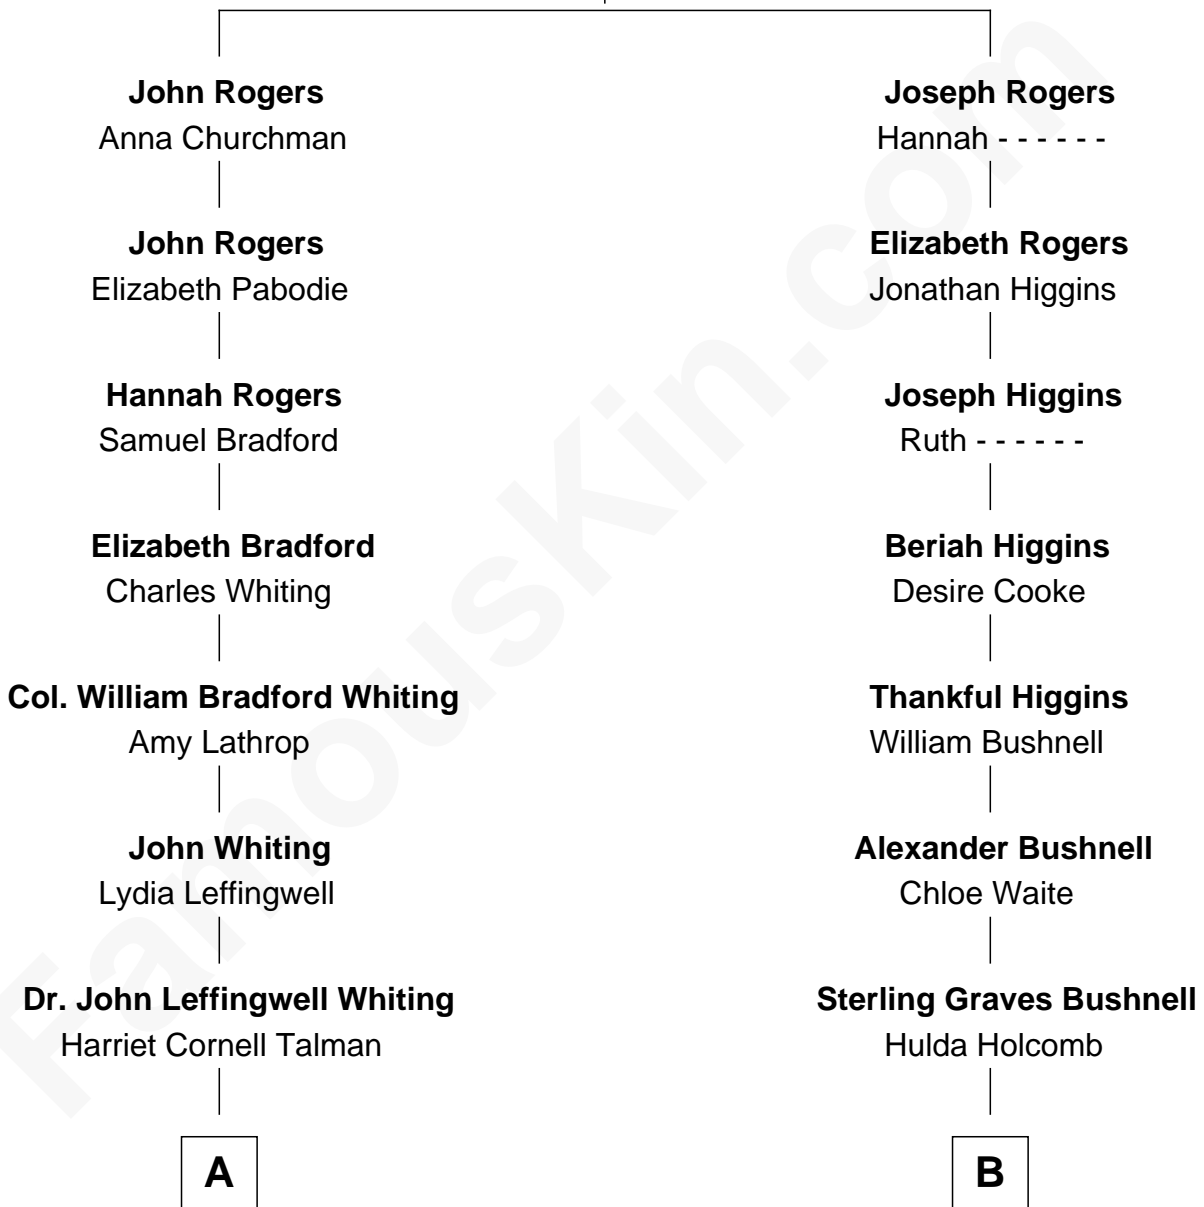 John Rogers
Anna Churchman
John Rogers
Elizabeth Pabodie
Hannah Rogers
Samuel Bradford
Elizabeth Bradford
Charles Whiting
Col. William Bradford Whiting
Amy Lathrop
John Whiting
Lydia Leffingwell
Dr. John Leffingwell Whiting
Harriet Cornell Talman
A
Joseph Rogers
Hannah - - - - - -
Elizabeth Rogers
Jonathan Higgins
Joseph Higgins
Ruth - - - - - -
Beriah Higgins
Desire Cooke
Thankful Higgins
William Bushnell
Alexander Bushnell
Chloe Waite
Sterling Graves Bushnell
Hulda Holcomb
B
FamousKin.com